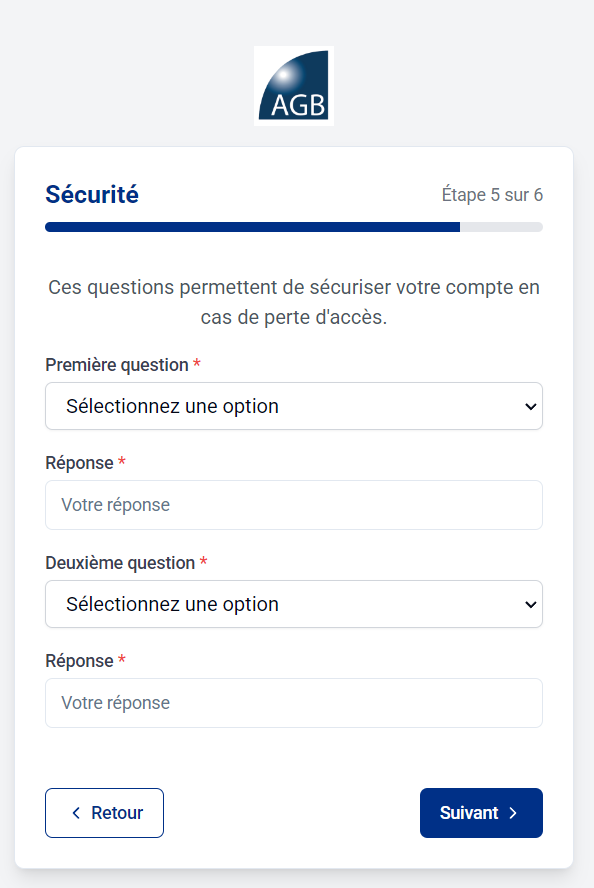 AGB
Sécurité
Étape 5 sur 6
Ces questions permettent de sécuriser votre compte en
cas de perte d'accès.
Première question *
Sélectionnez une option
Réponse *
Votre réponse
Deuxième question *
Sélectionnez une option
Réponse *
Votre réponse
Retour
Suivant